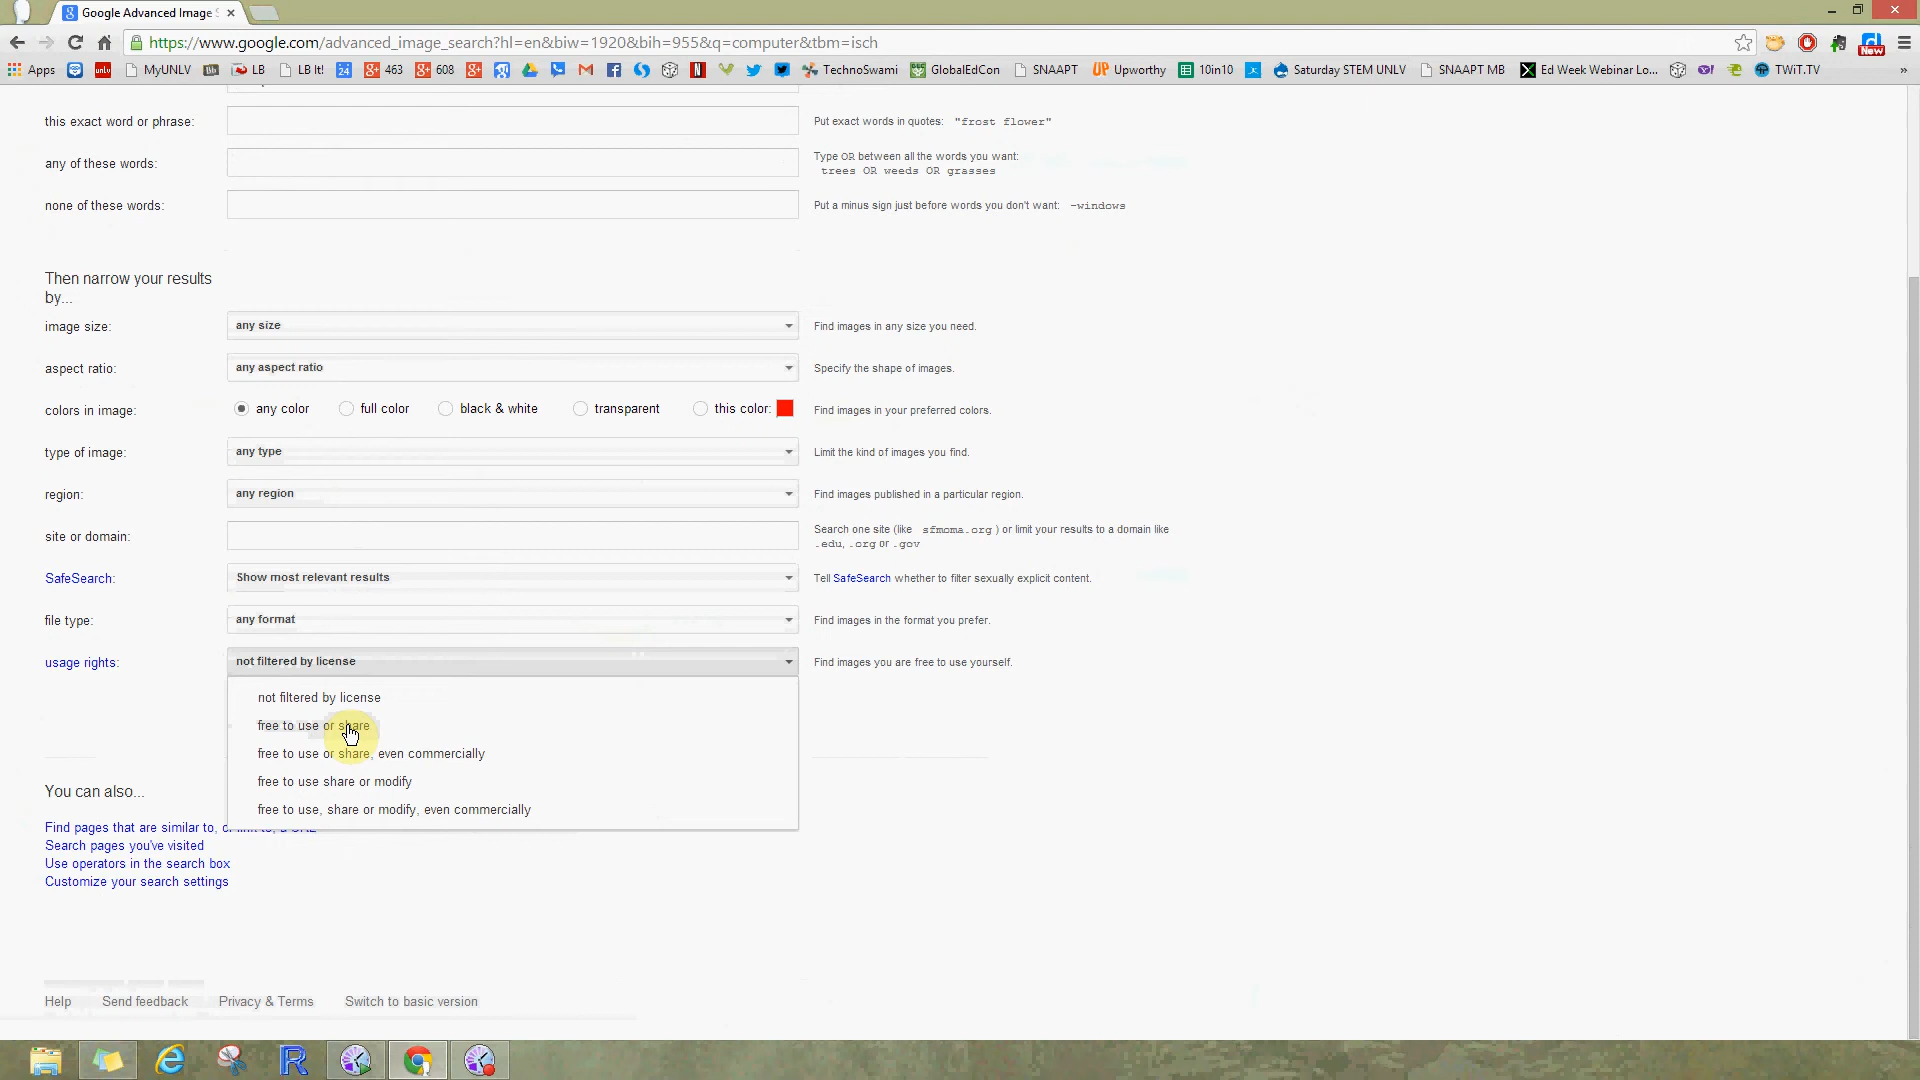 Google Advanced Image S
https://www.google.com/advanced_image_search?hl=en&biw=1920&bih=955&q=computer&tbm=isch
New
Apps unlv MyUNLV Bb LB LB It! 24 463 608 TechnoSwami GlobalEdCon SNAAPT UP Upworthy 10in10 Saturday STEM UNLV SNAAPT MB Ed Week Webinar Lo... TWiT.TV »
this exact word or phrase: Put exact words in quotes: "frost flower"
any of these words: Type OR between all the words you want:
trees OR weeds OR grasses
none of these words: Put a minus sign just before words you don't want: -windows
Then narrow your results
by...
image size: any size Find images in any size you need.
aspect ratio: any aspect ratio Specify the shape of images.
colors in image: any color full color black & white transparent this color: Find images in your preferred colors.
type of image: any type Limit the kind of images you find.
region: any region Find images published in a particular region.
site or domain: Search one site (like sfmoma.org ) or limit your results to a domain like
.edu, .org or .gov
SafeSearch: Show most relevant results Tell SafeSearch whether to filter sexually explicit content.
file type: any format Find images in the format you prefer.
usage rights: not filtered by license Find images you are free to use yourself.
not filtered by license
free to use or share
free to use or share, even commercially
free to use share or modify
free to use, share or modify, even commercially
You can also...
Find pages that are similar to, or link to, a URL
Search pages you've visited
Use operators in the search box
Customize your search settings
Help Send feedback Privacy & Terms Switch to basic version